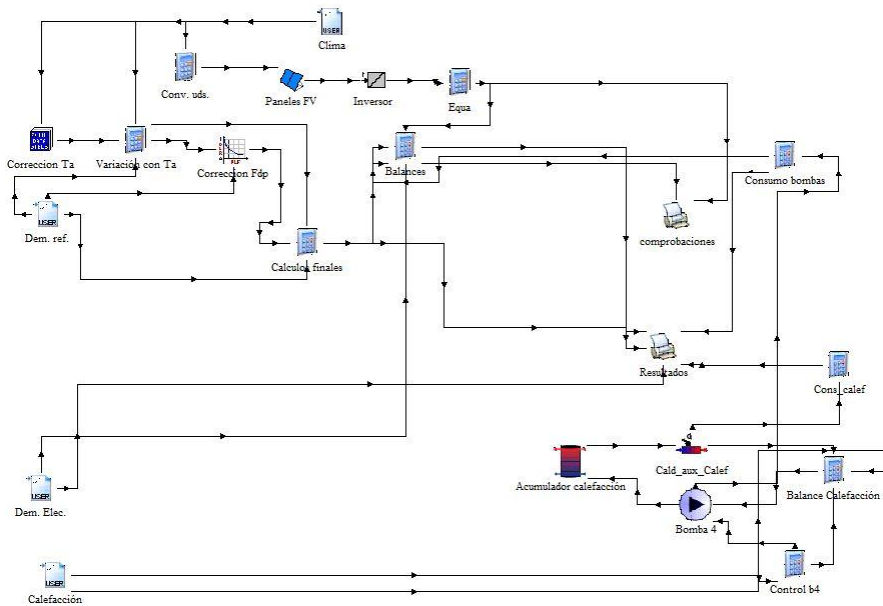 Clima
Conv. uds.
Paneles FV
Inversor
Equa
Correccion Ta
Variación con Ta
Correccion Fdp
Balances
Consumo bombas
USER
Dem. ref.
comprobaciones
Calculos finales
Resultados
Cons_calef
Acumulador calefacción
Cald_aux_Calef
Balance Calefacción
USER
Dem. Elec.
Bomba 4
Control b4
USER
Calefacción